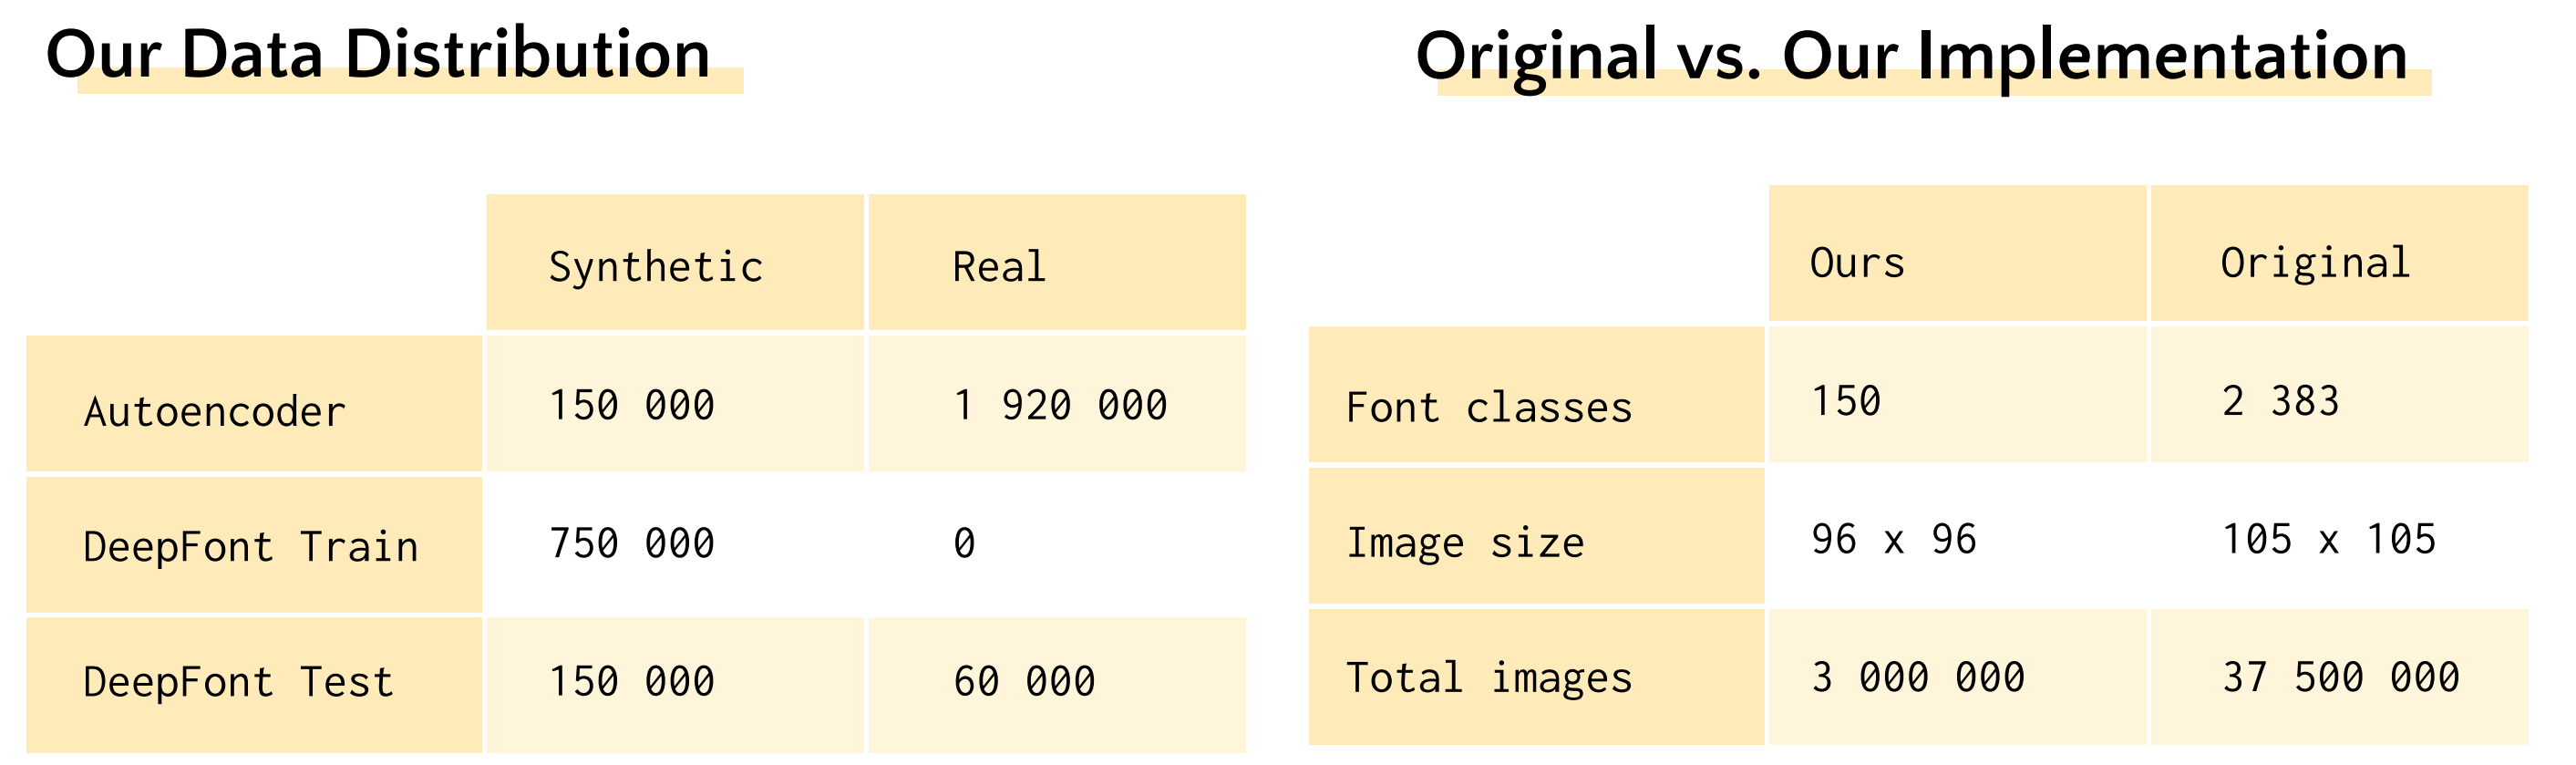 Our Data Distribution
Synthetic Real
Autoencoder 150 000 1 920 000
DeepFont Train 750 000 0
DeepFont Test 150 000 60 000
Original vs. Our Implementation
Ours Original
Font classes 150 2 383
Image size 96 x 96 105 x 105
Total images 3 000 000 37 500 000